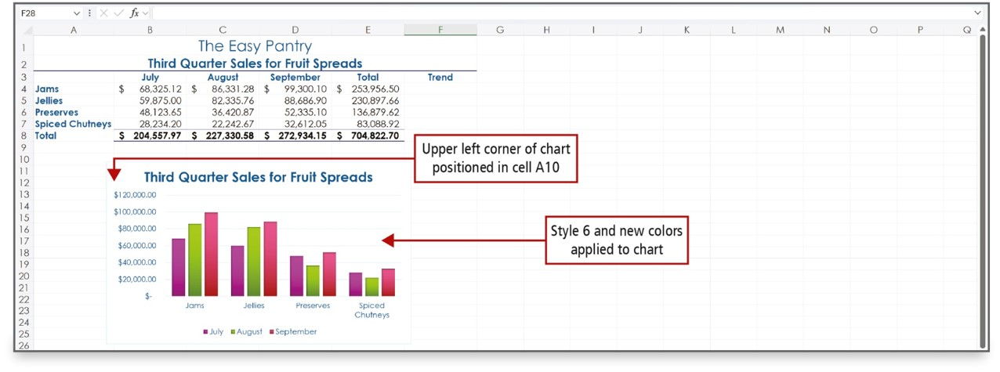 F28 fx
A B C D E F G H I J K L M N O P Q
1 The Easy Pantry
2 Third Quarter Sales for Fruit Spreads
3 July August September Total Trend
4 Jams $ 68,325.12 $ 86,331.28 $ 99,300.10 $ 253,956.50
5 Jellies 59,875.00 82,335.76 88,686.90 230,897.66
6 Preserves 48,123.65 36,420.87 52,335.10 136,879.62
7 Spiced Chutneys 28,234.20 22,242.67 32,612.05 83,088.92
8 Total $ 204,557.97 $ 227,330.58 $ 272,934.15 $ 704,822.70
9
10
11
12
13
14
15
16
17
18
19
20
21
22
23
24
25
26
Upper left corner of chart
positioned in cell A10
Third Quarter Sales for Fruit Spreads
$120,000.00
$100,000.00
$80,000.00
$60,000.00
$40,000.00
$20,000.00
$-
Jams Jellies Preserves Spiced
Chutneys
July August September
Style 6 and new colors
applied to chart